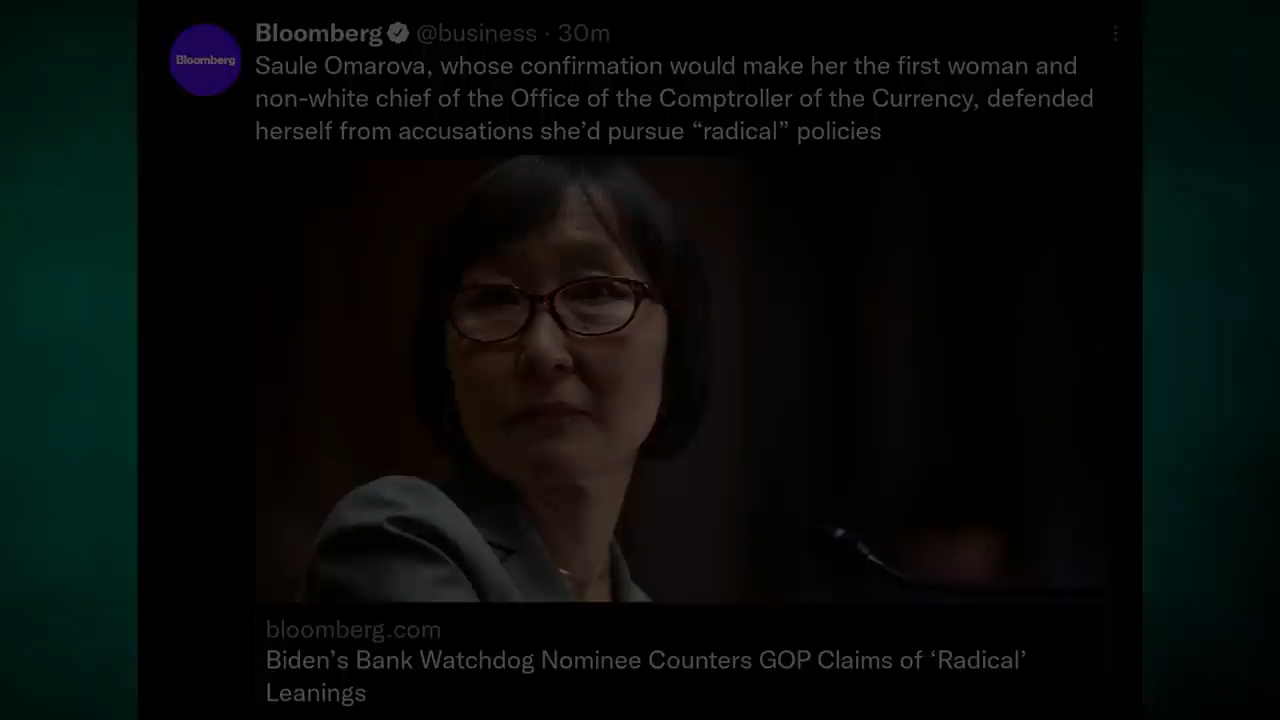 Bloomberg
Bloomberg @business · 30m
Saule Omarova, whose confirmation would make her the first woman and
non-white chief of the Office of the Comptroller of the Currency, defended
herself from accusations she’d pursue “radical” policies
bloomberg.com
Biden’s Bank Watchdog Nominee Counters GOP Claims of ‘Radical’
Leanings